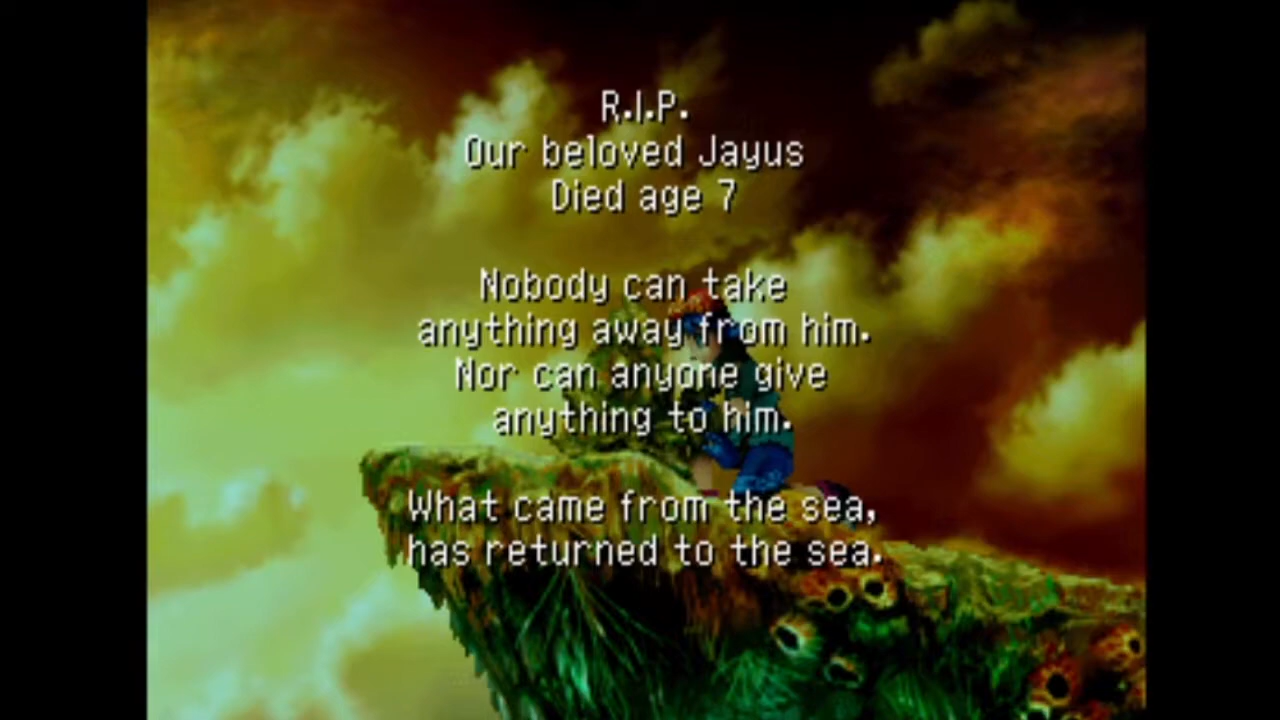 R.I.P.
Our beloved Jayus
Died age 7
Nobody can take
anything away from him.
Nor can anyone give
anything to him.
What came from the sea,
has returned to the sea.